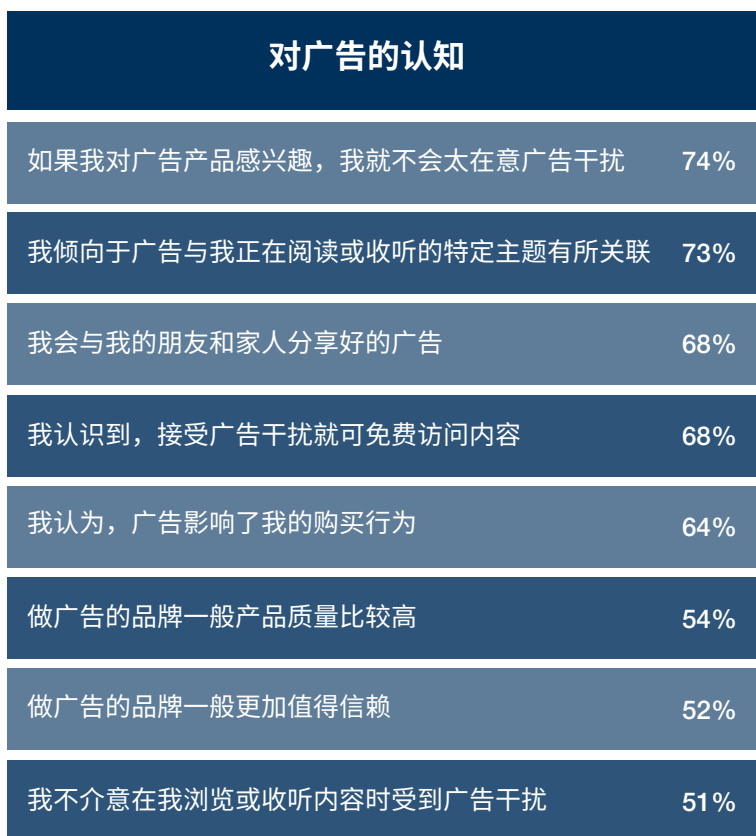 对广告的认知
如果我对广告产品感兴趣，我就不会太在意广告干扰 74%
我倾向于广告与我正在阅读或收听的特定主题有所关联 73%
我会与我的朋友和家人分享好的广告 68%
我认识到，接受广告干扰就可免费访问内容 68%
我认为，广告影响了我的购买行为 64%
做广告的品牌一般产品质量比较高 54%
做广告的品牌一般更加值得信赖 52%
我不介意在我浏览或收听内容时受到广告干扰 51%